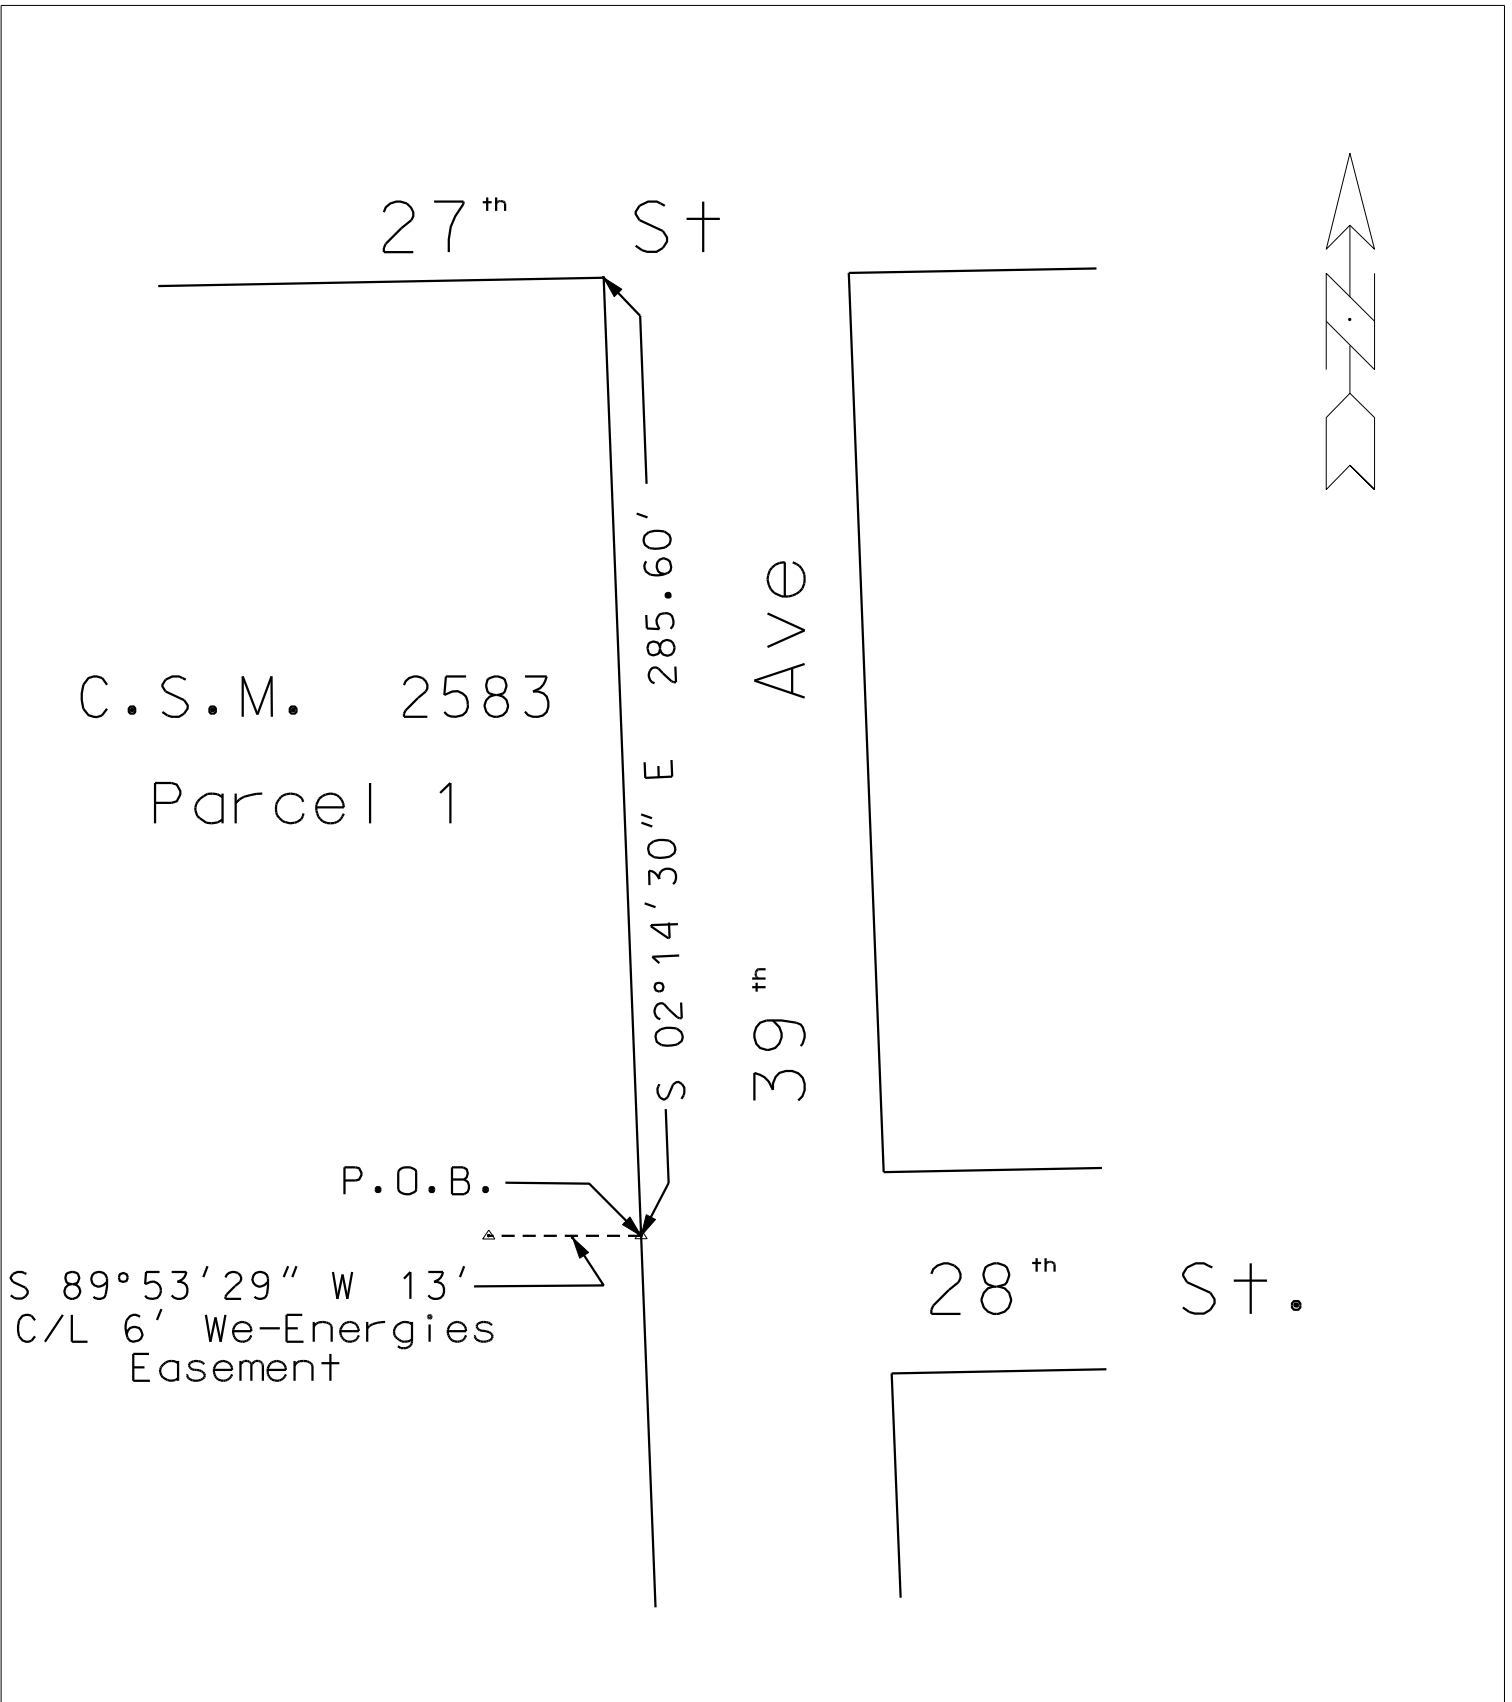 27th St
N
S 02°14'30" E 285.60'
39th Ave
C.S.M. 2583
Parcel 1
P.O.B.
S 89°53'29" W 13'
C/L 6' We-Energies
Easement
28th St.